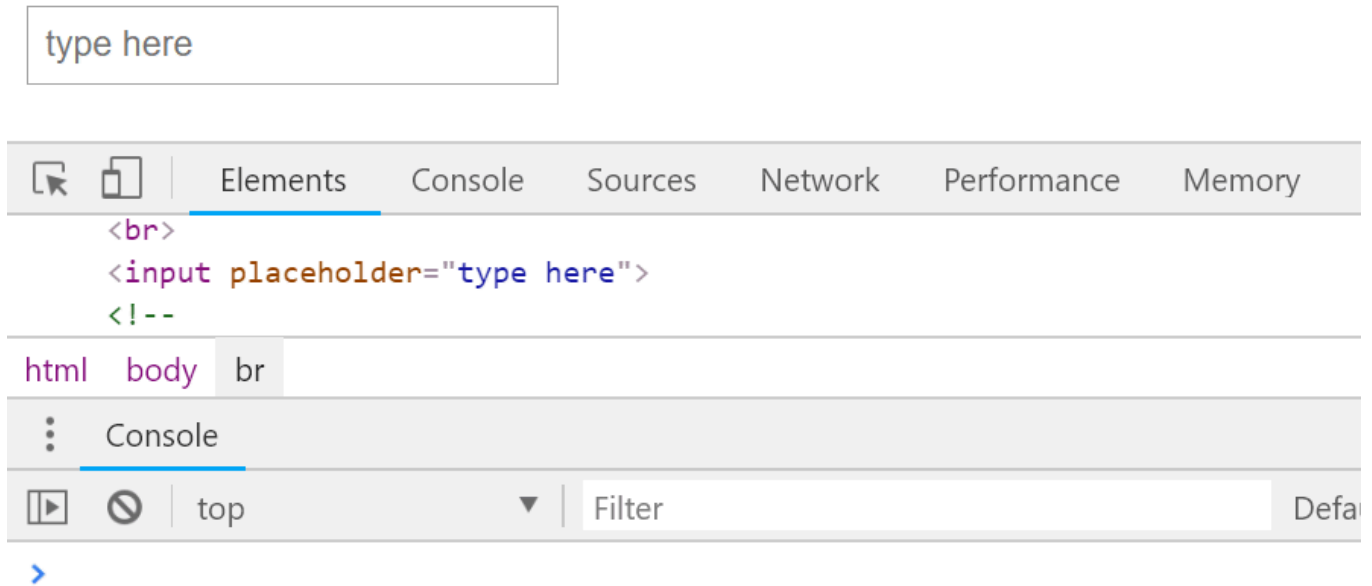 type here
Elements Console Sources Network Performance Memory
<br>
<input placeholder="type here">
<!--
html body br
Console
top Filter